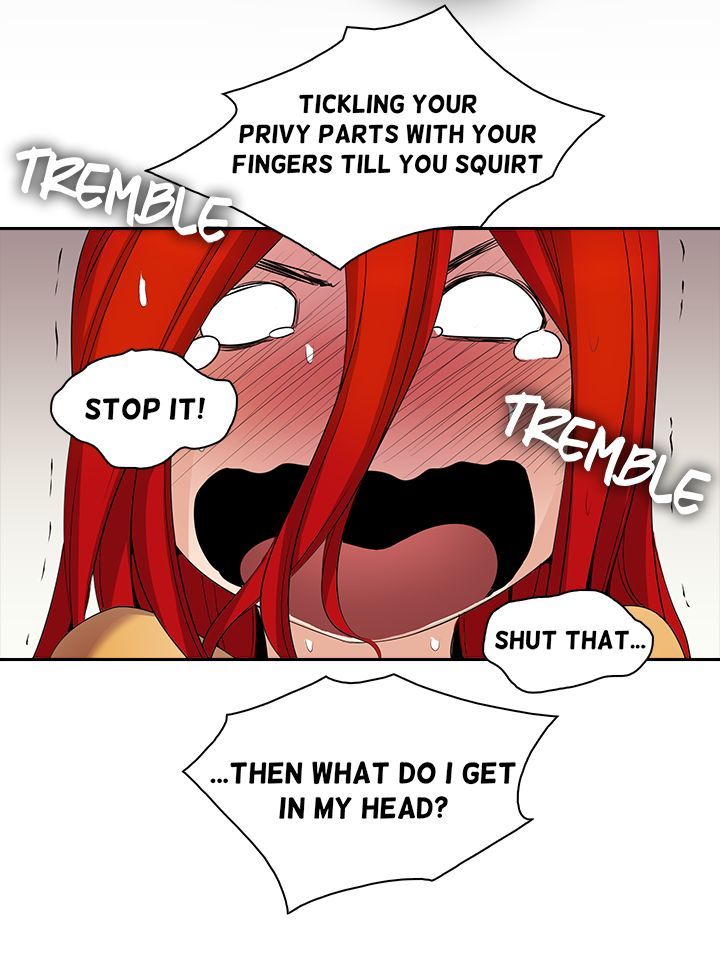 TICKLING YOUR
PRIVY PARTS WITH YOUR
FINGERS TILL YOU SQUIRT
TREMBLE
STOP IT!
TREMBLE
SHUT THAT...
...THEN WHAT DO I GET
IN MY HEAD?